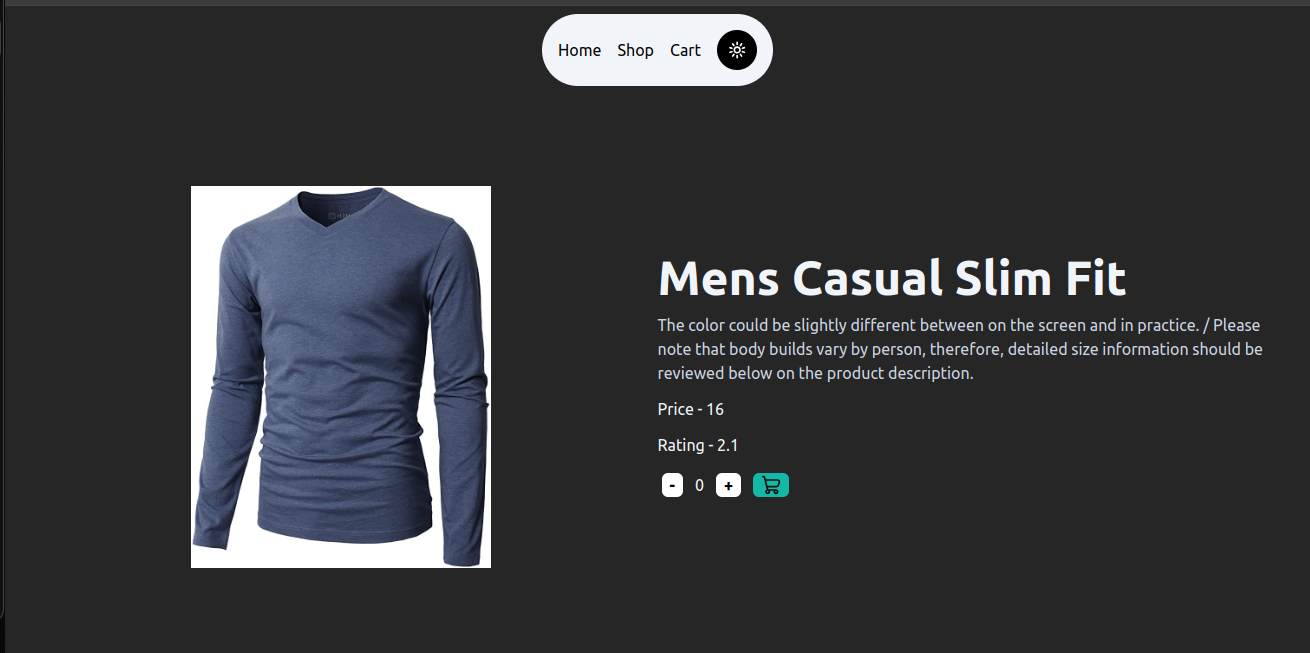 Home Shop Cart
Mens Casual Slim Fit
The color could be slightly different between on the screen and in practice. / Please
note that body builds vary by person, therefore, detailed size information should be
reviewed below on the product description.
Price - 16
Rating - 2.1
- 0 +